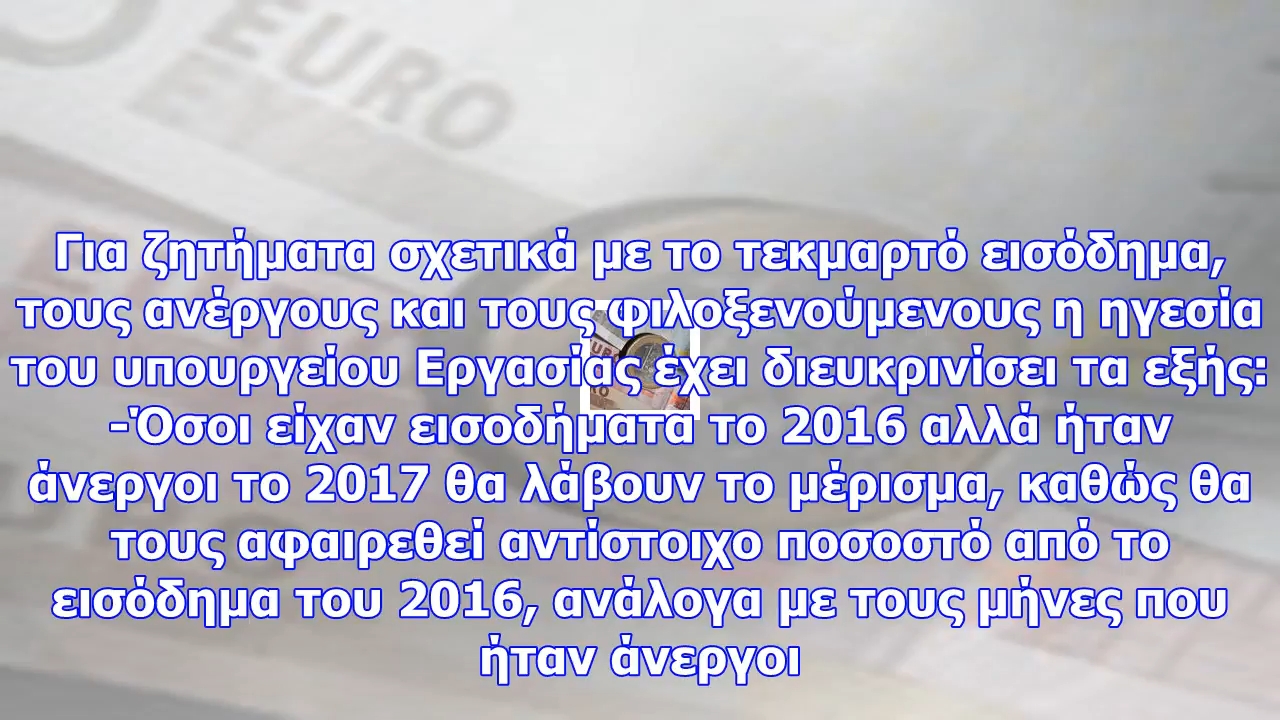 EURO
ΕΥΡΩ
Για ζητήματα σχετικά με το τεκμαρτό εισόδημα,
τους ανέργους και τους φιλοξενούμενους η ηγεσία
του υπουργείου Εργασίας έχει διευκρινίσει τα εξής:
-Όσοι είχαν εισοδήματα το 2016 αλλά ήταν
άνεργοι το 2017 θα λάβουν το μέρισμα, καθώς θα
τους αφαιρεθεί αντίστοιχο ποσοστό από το
εισόδημα του 2016, ανάλογα με τους μήνες που
ήταν άνεργοι